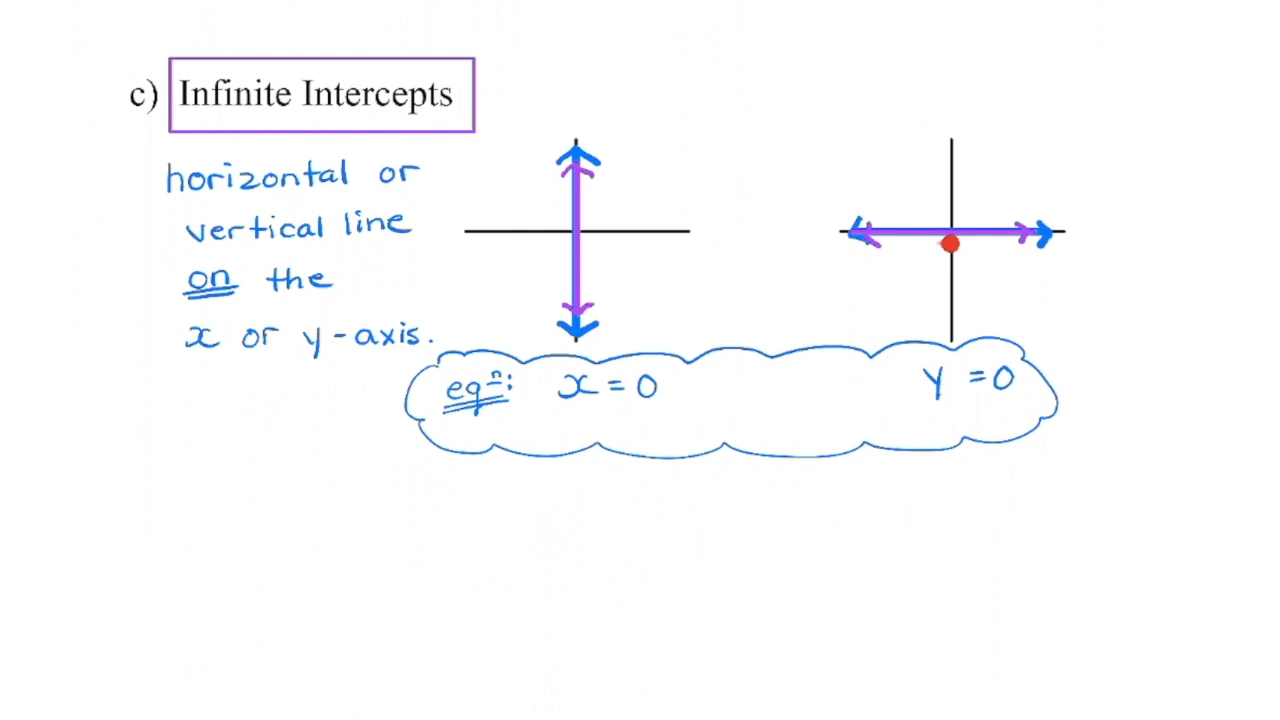 c) Infinite Intercepts
horizontal or
vertical line
on the
x or y-axis.
eqⁿ: x = 0 y = 0